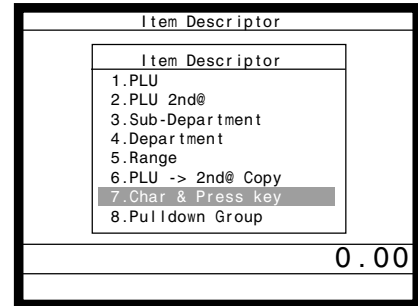 Item Descriptor
Item Descriptor
1.PLU
2.PLU 2nd@
3.Sub-Department
4.Department
5.Range
6.PLU -> 2nd@ Copy
7.Char & Press key
8.Pulldown Group
0.00